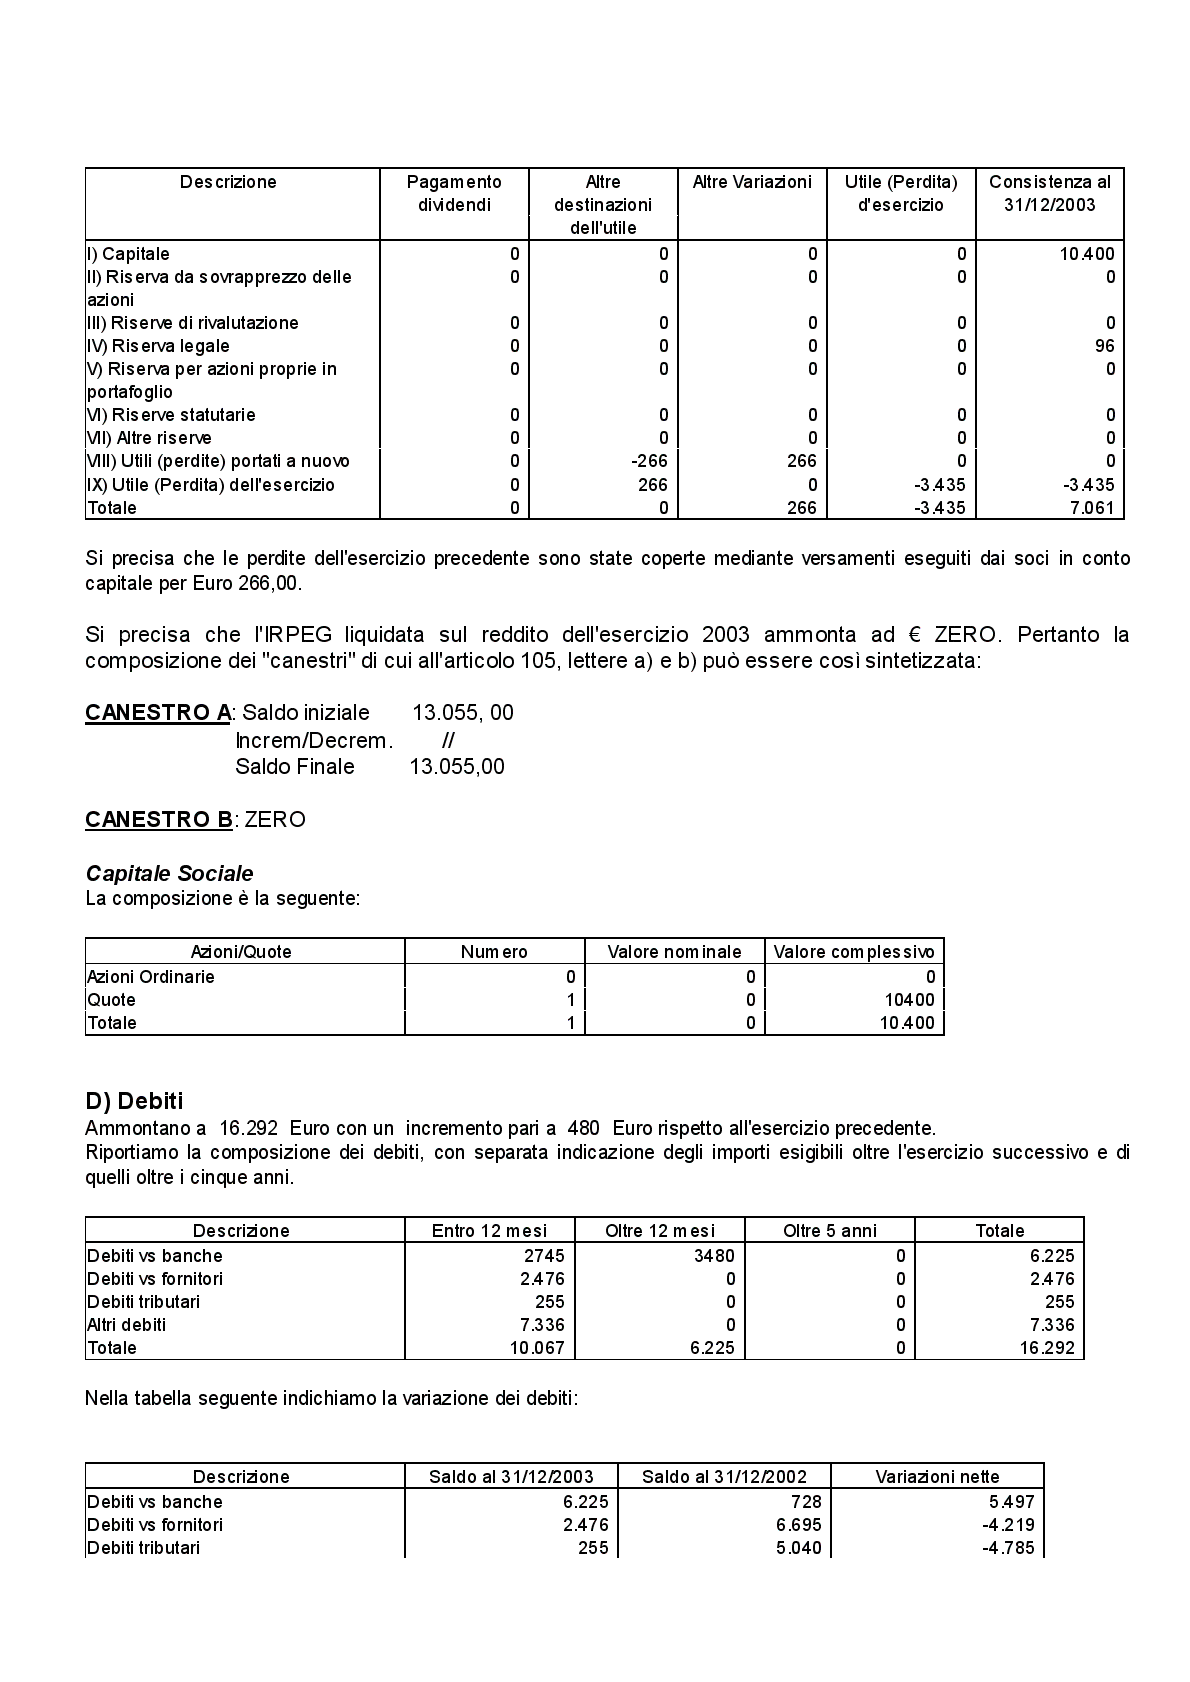 Descrizione Pagamento dividendi Altre destinazioni dell'utile Altre Variazioni Utile (Perdita) d'esercizio Consistenza al 31/12/2003
I) Capitale 0 0 0 0 10.400
II) Riserva da sovrapprezzo delle 0 0 0 0 0
azioni
III) Riserve di rivalutazione 0 0 0 0 0
IV) Riserva legale 0 0 0 0 96
V) Riserva per azioni proprie in 0 0 0 0 0
portafoglio
VI) Riserve statutarie 0 0 0 0 0
VII) Altre riserve 0 0 0 0 0
VIII) Utili (perdite) portati a nuovo 0 -266 266 0 0
IX) Utile (Perdita) dell'esercizio 0 266 0 -3.435 -3.435
Totale 0 0 266 -3.435 7.061
Si precisa che le perdite dell'esercizio precedente sono state coperte mediante versamenti eseguiti dai soci in conto
capitale per Euro 266,00.
Si precisa che l'IRPEG liquidata sul reddito dell'esercizio 2003 ammonta ad € ZERO. Pertanto la
composizione dei "canestri" di cui all'articolo 105, lettere a) e b) può essere così sintetizzata:
CANESTRO A: Saldo iniziale 13.055, 00
Increm/Decrem. //
Saldo Finale 13.055,00
CANESTRO B: ZERO
Capitale Sociale
La composizione è la seguente:
Azioni/Quote Numero Valore nominale Valore complessivo
Azioni Ordinarie 0 0 0
Quote 1 0 10400
Totale 1 0 10.400
D) Debiti
Ammontano a 16.292 Euro con un incremento pari a 480 Euro rispetto all'esercizio precedente.
Riportiamo la composizione dei debiti, con separata indicazione degli importi esigibili oltre l'esercizio successivo e di
quelli oltre i cinque anni.
Descrizione Entro 12 mesi Oltre 12 mesi Oltre 5 anni Totale
Debiti vs banche 2745 3480 0 6.225
Debiti vs fornitori 2.476 0 0 2.476
Debiti tributari 255 0 0 255
Altri debiti 7.336 0 0 7.336
Totale 10.067 6.225 0 16.292
Nella tabella seguente indichiamo la variazione dei debiti:
Descrizione Saldo al 31/12/2003 Saldo al 31/12/2002 Variazioni nette
Debiti vs banche 6.225 728 5.497
Debiti vs fornitori 2.476 6.695 -4.219
Debiti tributari 255 5.040 -4.785